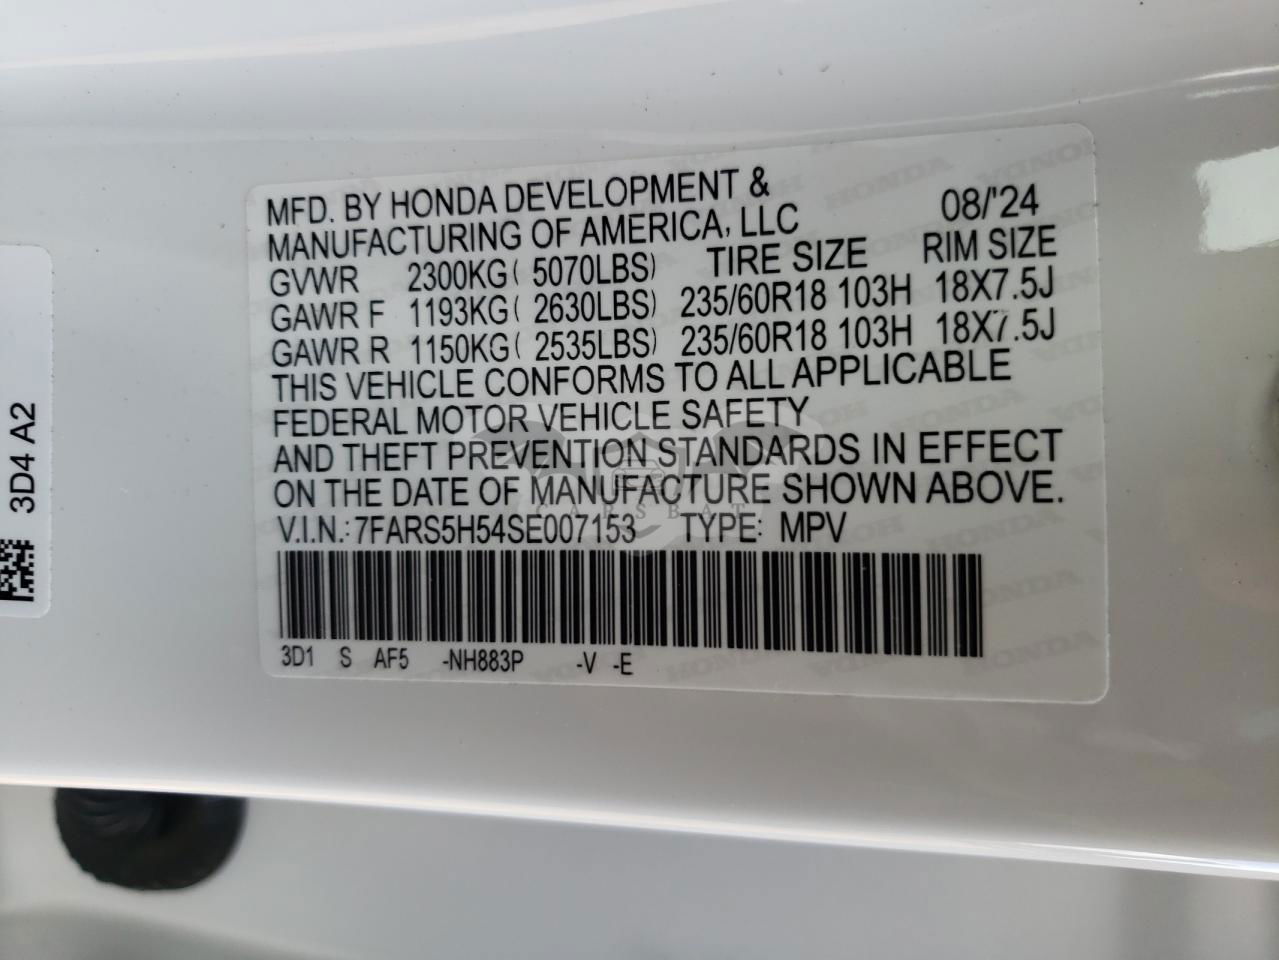 MFD. BY HONDA DEVELOPMENT &
MANUFACTURING OF AMERICA, LLC 08/'24
GVWR 2300KG( 5070LBS) TIRE SIZE RIM SIZE
GAWR F 1193KG( 2630LBS) 235/60R18 103H 18X7.5J
GAWR R 1150KG( 2535LBS) 235/60R18 103H 18X7.5J
THIS VEHICLE CONFORMS TO ALL APPLICABLE
FEDERAL MOTOR VEHICLE SAFETY
AND THEFT PREVENTION STANDARDS IN EFFECT
ON THE DATE OF MANUFACTURE SHOWN ABOVE.
CARSBAT
V.I.N.: 7FARS5H54SE007153 TYPE: MPV
3D1 S AF5 -NH883P -V -E
3D4 A2
HONDA